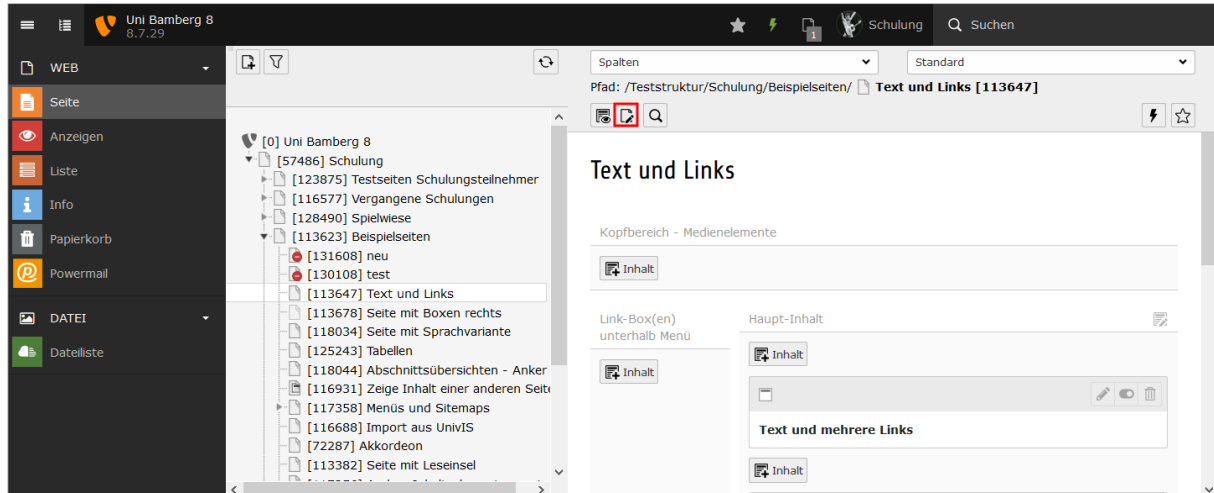 Uni Bamberg 8
8.7.29
1
Schulung
Suchen
WEB
Seite
Anzeigen
Liste
Info
Papierkorb
Powermail
DATEI
Dateiliste
[0] Uni Bamberg 8
[57486] Schulung
[123875] Testseiten Schulungsteilnehmer
[116577] Vergangene Schulungen
[128490] Spielwiese
[113623] Beispielseiten
[131608] neu
[130108] test
[113647] Text und Links
[113678] Seite mit Boxen rechts
[118034] Seite mit Sprachvariante
[125243] Tabellen
[118044] Abschnittsübersichten - Anker
[116931] Zeige Inhalt einer anderen Seite
[117358] Menüs und Sitemaps
[116688] Import aus UnivIS
[72287] Akkordeon
[113382] Seite mit Leseinsel
Spalten
Standard
Pfad: /Teststruktur/Schulung/Beispielseiten/ Text und Links [113647]
Text und Links
Kopfbereich - Medienelemente
Inhalt
Link-Box(en)
unterhalb Menü
Inhalt
Haupt-Inhalt
Inhalt
Text und mehrere Links
Inhalt